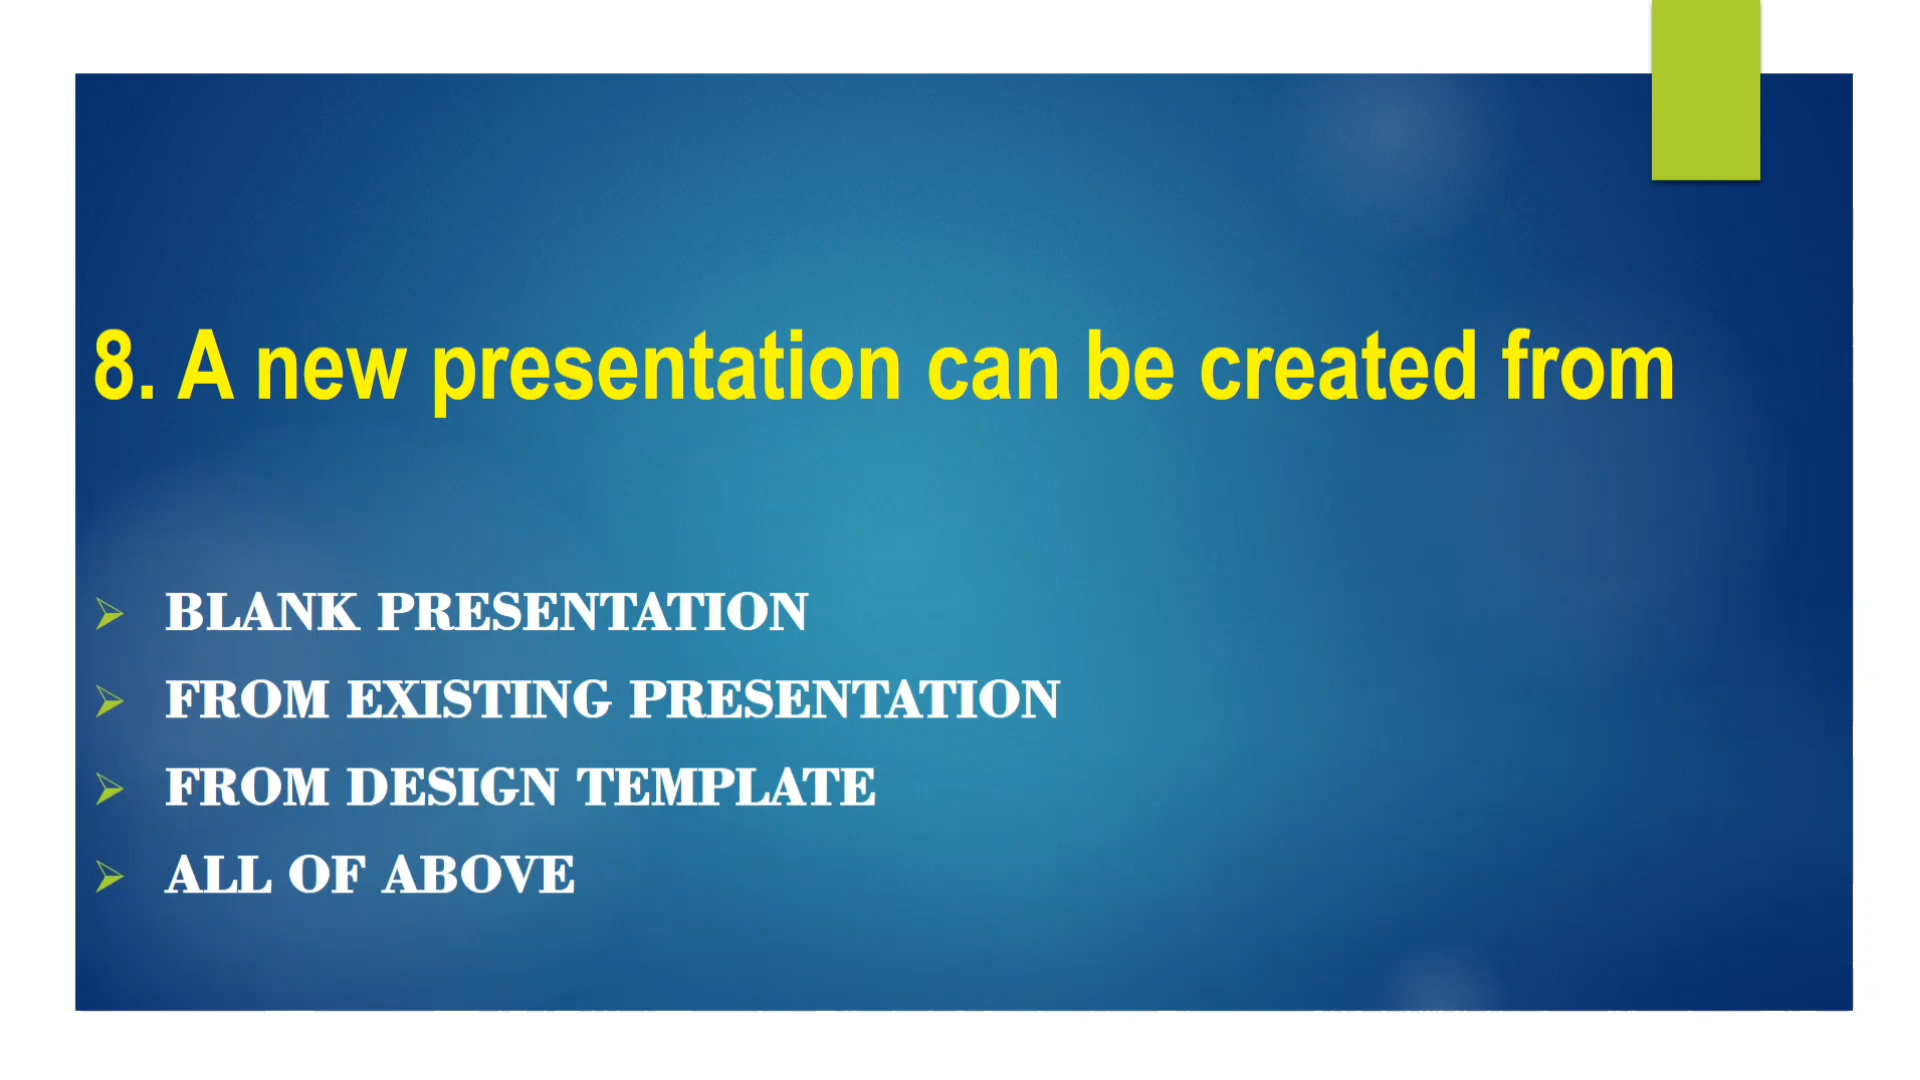 8. A new presentation can be created from
BLANK PRESENTATION
FROM EXISTING PRESENTATION
FROM DESIGN TEMPLATE
ALL OF ABOVE